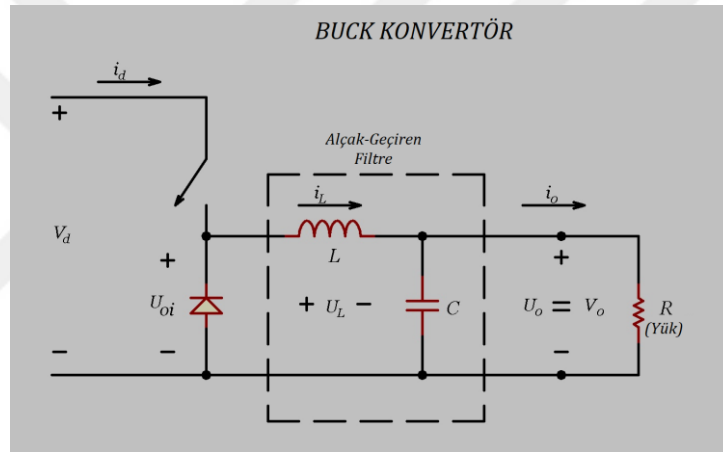 BUCK KONVERTÖR
i_d
+
Alçak-Geçiren
Filtre
i_L
i_o
V_d
+
L
+
U_oi
+ U_L −
C
U_o = V_o
R
(Yük)
−
−
−